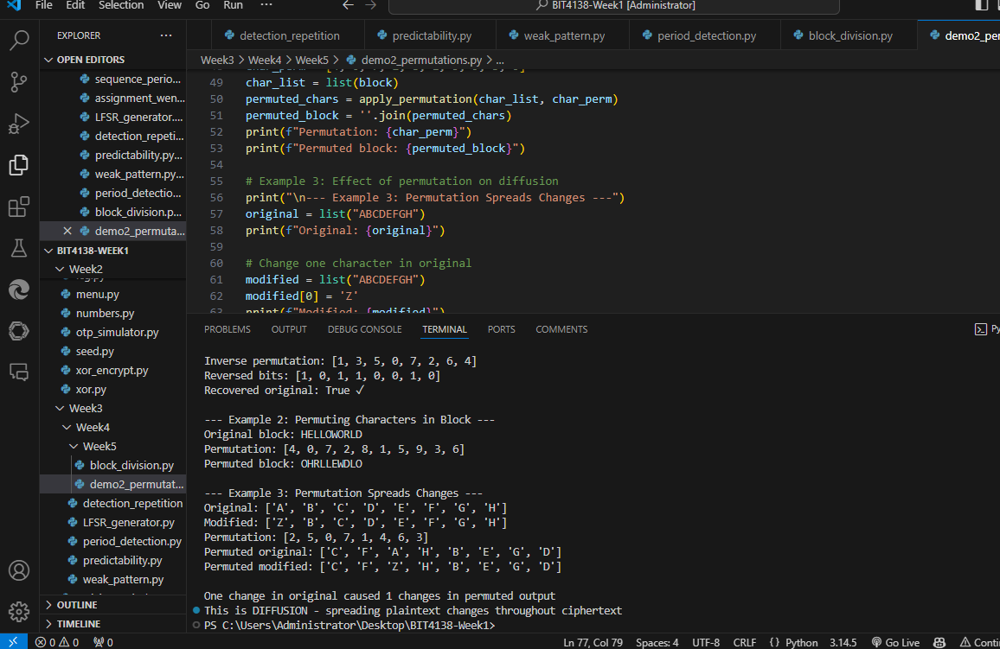 File Edit Selection View Go Run ··· BIT4138-Week1 [Administrator]
EXPLORER ···
detection_repetition predictability.py weak_pattern.py period_detection.py block_division.py demo2_per
OPEN EDITORS
sequence_perio...
assignment_wen...
LFSR_generator....
detection_repeti...
predictability.py...
weak_pattern.py...
period_detectio...
block_division.p...
demo2_permuta...
BIT4138-WEEK1
Week2
menu.py
numbers.py
otp_simulator.py
seed.py
xor_encrypt.py
xor.py
Week3
Week4
Week5
block_division.py
demo2_permutat...
detection_repetition
LFSR_generator.py
period_detection.py
predictability.py
weak_pattern.py
OUTLINE
TIMELINE
Week3 > Week4 > Week5 > demo2_permutations.py > ...
49 char_list = list(block)
50 permuted_chars = apply_permutation(char_list, char_perm)
51 permuted_block = ''.join(permuted_chars)
52 print(f"Permutation: {char_perm}")
53 print(f"Permuted block: {permuted_block}")
54
55 # Example 3: Effect of permutation on diffusion
56 print("\n--- Example 3: Permutation Spreads Changes ---")
57 original = list("ABCDEFGH")
58 print(f"Original: {original}")
59
60 # Change one character in original
61 modified = list("ABCDEFGH")
62 modified[0] = 'Z'
63 print(f"Modified: {modified}")
PROBLEMS OUTPUT DEBUG CONSOLE TERMINAL PORTS COMMENTS Py
Inverse permutation: [1, 3, 5, 0, 7, 2, 6, 4]
Reversed bits: [1, 0, 1, 1, 0, 0, 1, 0]
Recovered original: True ✓
--- Example 2: Permuting Characters in Block ---
Original block: HELLOWORLD
Permutation: [4, 0, 7, 2, 8, 1, 5, 9, 3, 6]
Permuted block: OHRLLEWDLO
--- Example 3: Permutation Spreads Changes ---
Original: ['A', 'B', 'C', 'D', 'E', 'F', 'G', 'H']
Modified: ['Z', 'B', 'C', 'D', 'E', 'F', 'G', 'H']
Permutation: [2, 5, 0, 7, 1, 4, 6, 3]
Permuted original: ['C', 'F', 'A', 'H', 'B', 'E', 'G', 'D']
Permuted modified: ['C', 'F', 'Z', 'H', 'B', 'E', 'G', 'D']
One change in original caused 1 changes in permuted output
This is DIFFUSION - spreading plaintext changes throughout ciphertext
PS C:\Users\Administrator\Desktop\BIT4138-Week1>
0 0 0 Ln 77, Col 79 Spaces: 4 UTF-8 CRLF {} Python 3.14.5 Go Live Conti